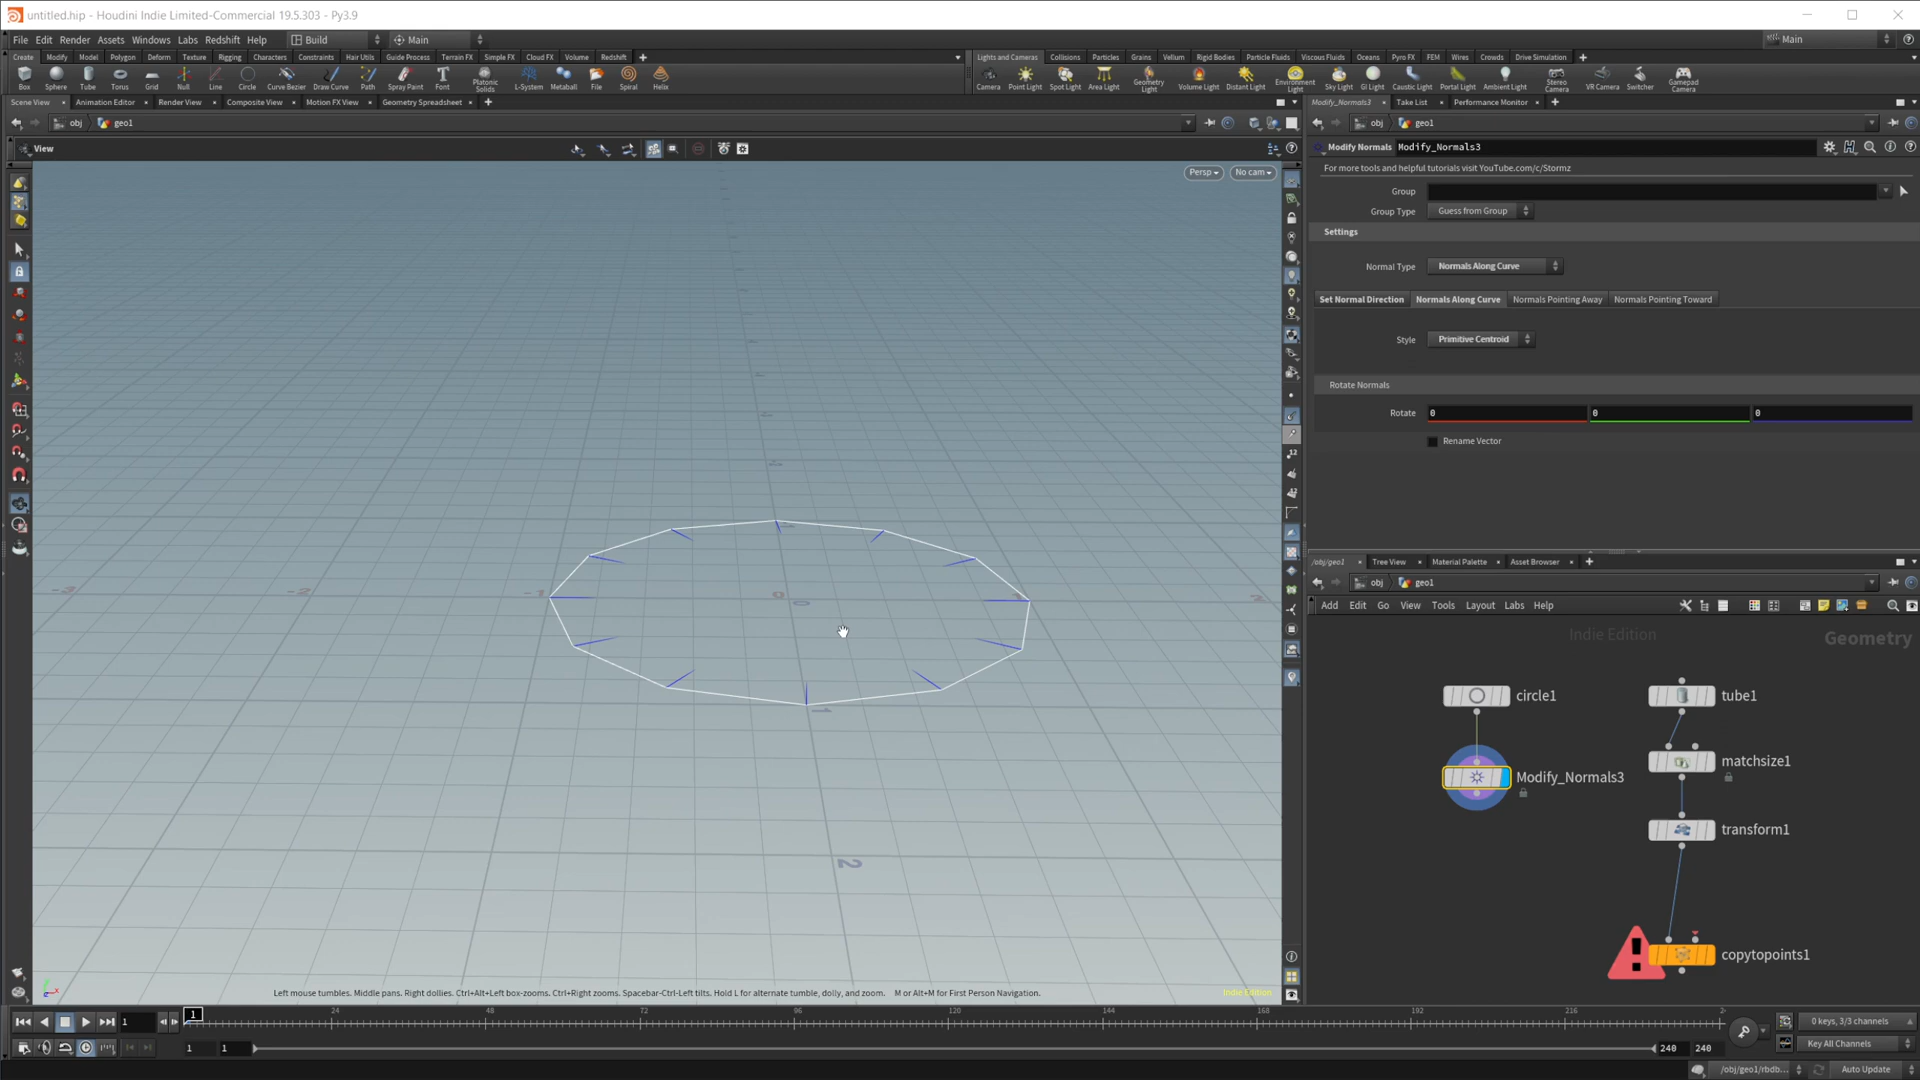 untitled.hip - Houdini Indie Limited-Commercial 19.5.303 - Py3.9
File Edit Render Assets Windows Labs Redshift Help Build Main Main
Create Modify Model Polygon Deform Texture Rigging Characters Constraints Hair Utils Guide Process Terrain FX Simple FX Cloud FX Volume Redshift
Lights and Cameras Collisions Particles Grains Vellum Rigid Bodies Particle Fluids Viscous Fluids Oceans Pyro FX FEM Wires Crowds Drive Simulation
Box Sphere Tube Torus Grid Null Line Circle Curve Bezier Draw Curve Path Spray Paint Font Platonic Solids L-System Metaball File Spiral Helix
Camera Point Light Spot Light Area Light Geometry Light Volume Light Distant Light Environment Light Sky Light GI Light Caustic Light Portal Light Ambient Light Stereo Camera VR Camera Switcher Gamepad Camera
Scene View Animation Editor Render View Composite View Motion FX View Geometry Spreadsheet
Modify_Normals3 Take List Performance Monitor
obj geo1
obj geo1
View
Modify Normals Modify_Normals3
For more tools and helpful tutorials visit YouTube.com/c/Stormz
Persp No cam
Group
Group Type Guess from Group
Settings
Normal Type Normals Along Curve
Set Normal Direction Normals Along Curve Normals Pointing Away Normals Pointing Toward
Style Primitive Centroid
Rotate Normals
Rotate 0 0 0
Rename Vector
/obj/geo1 Tree View Material Palette Asset Browser
obj geo1
Add Edit Go View Tools Layout Labs Help
Indie Edition Geometry
circle1 tube1
Modify_Normals3 matchsize1
transform1
copytopoints1
-3 -2 -1 0 0 1 2
1
2
Left mouse tumbles. Middle pans. Right dollies. Ctrl+Alt+Left box-zooms. Ctrl+Right zooms. Spacebar-Ctrl-Left tilts. Hold L for alternate tumble, dolly, and zoom. M or Alt+M for First Person Navigation.
Indie Edition
1 1 24 48 72 96 120 144 168 192 216
0 keys, 3/3 channels
1 1 240 240
Key All Channels
/obj/geo1/rbdb... Auto Update